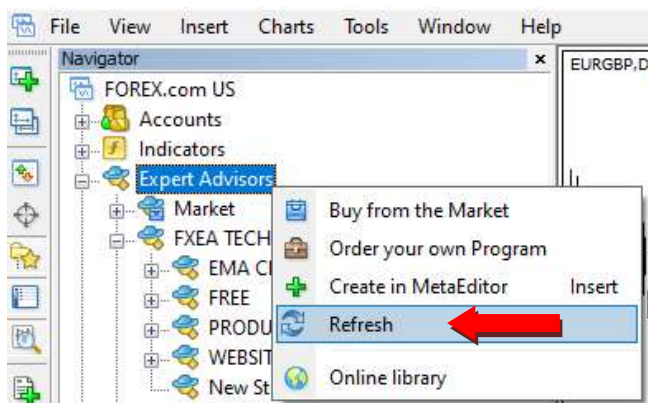 File View Insert Charts Tools Window Help
Navigator
×
EURGBP,D
FOREX.com US
Accounts
Indicators
Expert Advisors
Market
FXEA TECH
EMA
FREE
PRODU
WEBSIT
New St
Buy from the Market
Order your own Program
Create in MetaEditor Insert
Refresh
Online library